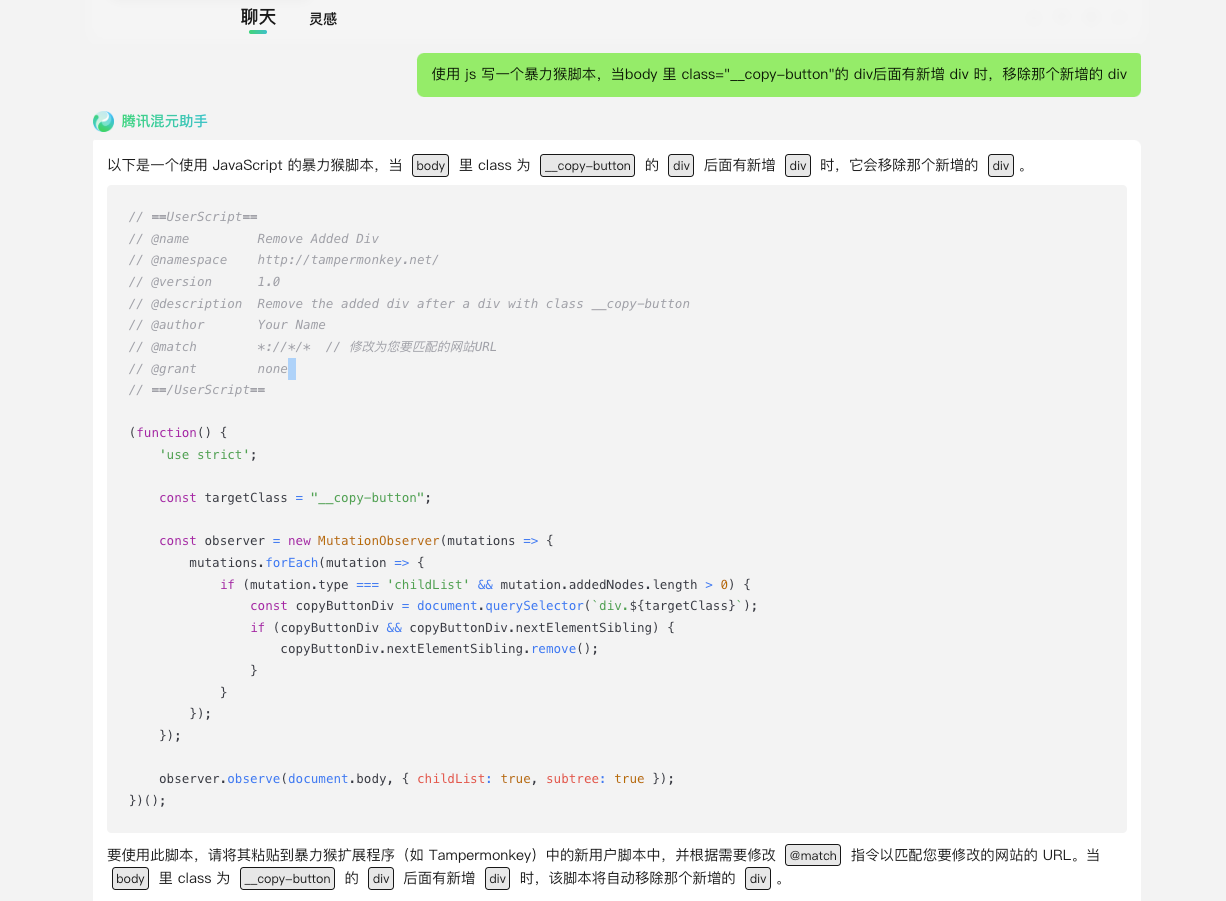 聊天 灵感
使用 js 写一个暴力猴脚本，当body 里 class="__copy-button"的 div后面有新增 div 时，移除那个新增的 div
腾讯混元助手
以下是一个使用 JavaScript 的暴力猴脚本，当 body 里 class 为 __copy-button 的 div 后面有新增 div 时，它会移除那个新增的 div 。
// ==UserScript==
// @name         Remove Added Div
// @namespace    http://tampermonkey.net/
// @version      1.0
// @description  Remove the added div after a div with class __copy-button
// @author       Your Name
// @match        *://*/*  // 修改为您要匹配的网站URL
// @grant        none
// ==/UserScript==
(function() {
    'use strict';
    const targetClass = "__copy-button";
    const observer = new MutationObserver(mutations => {
        mutations.forEach(mutation => {
            if (mutation.type === 'childList' && mutation.addedNodes.length > 0) {
                const copyButtonDiv = document.querySelector(`div.${targetClass}`);
                if (copyButtonDiv && copyButtonDiv.nextElementSibling) {
                    copyButtonDiv.nextElementSibling.remove();
                }
            }
        });
    });
    observer.observe(document.body, { childList: true, subtree: true });
})();
要使用此脚本，请将其粘贴到暴力猴扩展程序（如 Tampermonkey）中的新用户脚本中，并根据需要修改 @match 指令以匹配您要修改的网站的 URL。当
body 里 class 为 __copy-button 的 div 后面有新增 div 时，该脚本将自动移除那个新增的 div 。